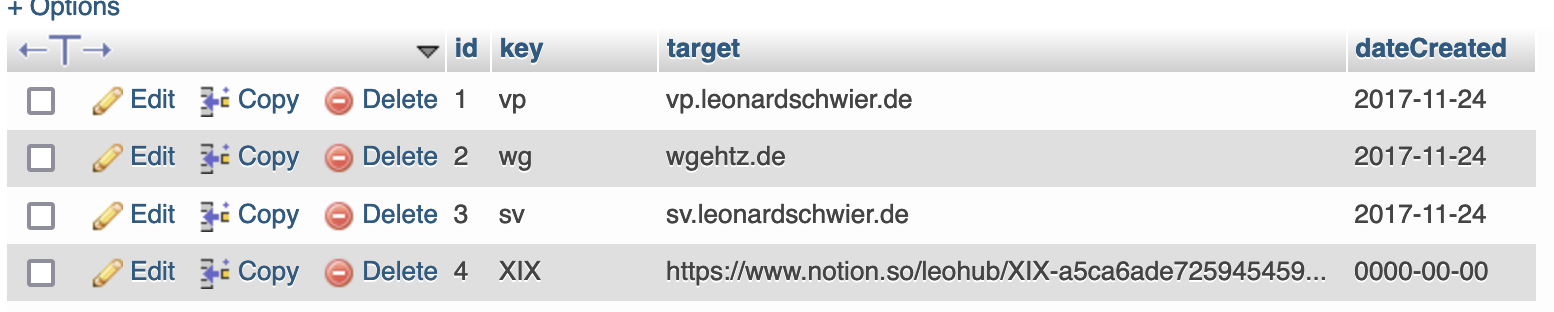 + Options
←T→ id key target dateCreated
Edit Copy Delete 1 vp vp.leonardschwier.de 2017-11-24
Edit Copy Delete 2 wg wgehtz.de 2017-11-24
Edit Copy Delete 3 sv sv.leonardschwier.de 2017-11-24
Edit Copy Delete 4 XIX https://www.notion.so/leohub/XIX-a5ca6ade725945459... 0000-00-00